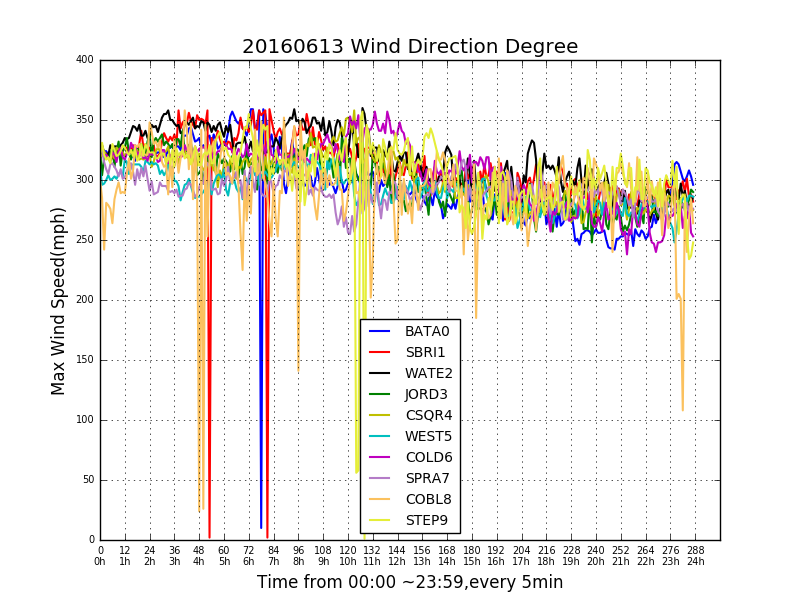 20160613 Wind Direction Degree
400
350
300
250
200
150
100
50
0
Max Wind Speed(mph)
BATA0
SBRI1
WATE2
JORD3
CSQR4
WEST5
COLD6
SPRA7
COBL8
STEP9
0 12 24 36 48 60 72 84 96 108 120 132 144 156 168 180 192 204 216 228 240 252 264 276 288
0h 1h 2h 3h 4h 5h 6h 7h 8h 9h 10h 11h 12h 13h 14h 15h 16h 17h 18h 19h 20h 21h 22h 23h 24h
Time from 00:00 ~23:59,every 5min